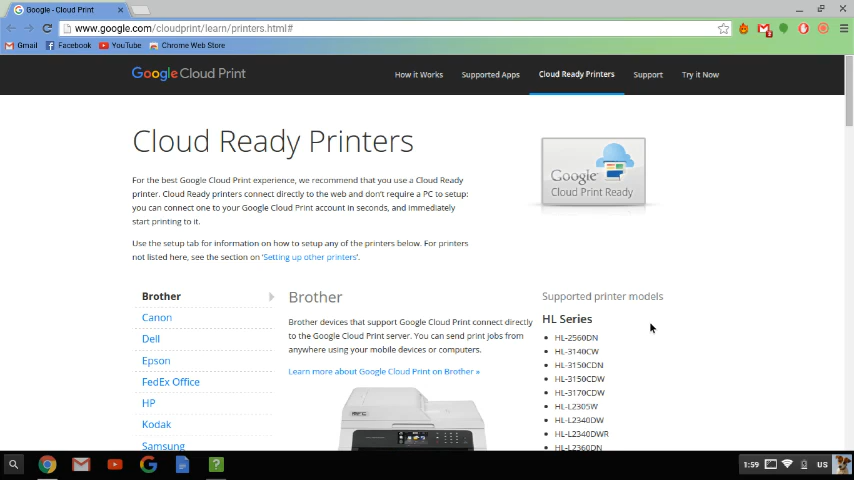 Google - Cloud Print
www.google.com/cloudprint/learn/printers.html#
Gmail Facebook YouTube Chrome Web Store
Google Cloud Print
How it Works Supported Apps Cloud Ready Printers Support Try it Now
Cloud Ready Printers
For the best Google Cloud Print experience, we recommend that you use a Cloud Ready
printer. Cloud Ready printers connect directly to the web and don't require a PC to setup:
you can connect one to your Google Cloud Print account in seconds, and immediately
start printing to it.
Google
Cloud Print Ready
Use the setup tab for information on how to setup any of the printers below. For printers
not listed here, see the section on 'Setting up other printers'.
Brother
Canon
Dell
Epson
FedEx Office
HP
Kodak
Samsung
Brother
Brother devices that support Google Cloud Print connect directly
to the Google Cloud Print server. You can send print jobs from
anywhere using your mobile devices or computers.
Learn more about Google Cloud Print on Brother »
Supported printer models
HL Series
HL-2560DN
HL-3140CW
HL-3150CDN
HL-3150CDW
HL-3170CDW
HL-L2305W
HL-L2340DW
HL-L2340DWR
HL-L2360DN
1:59 US